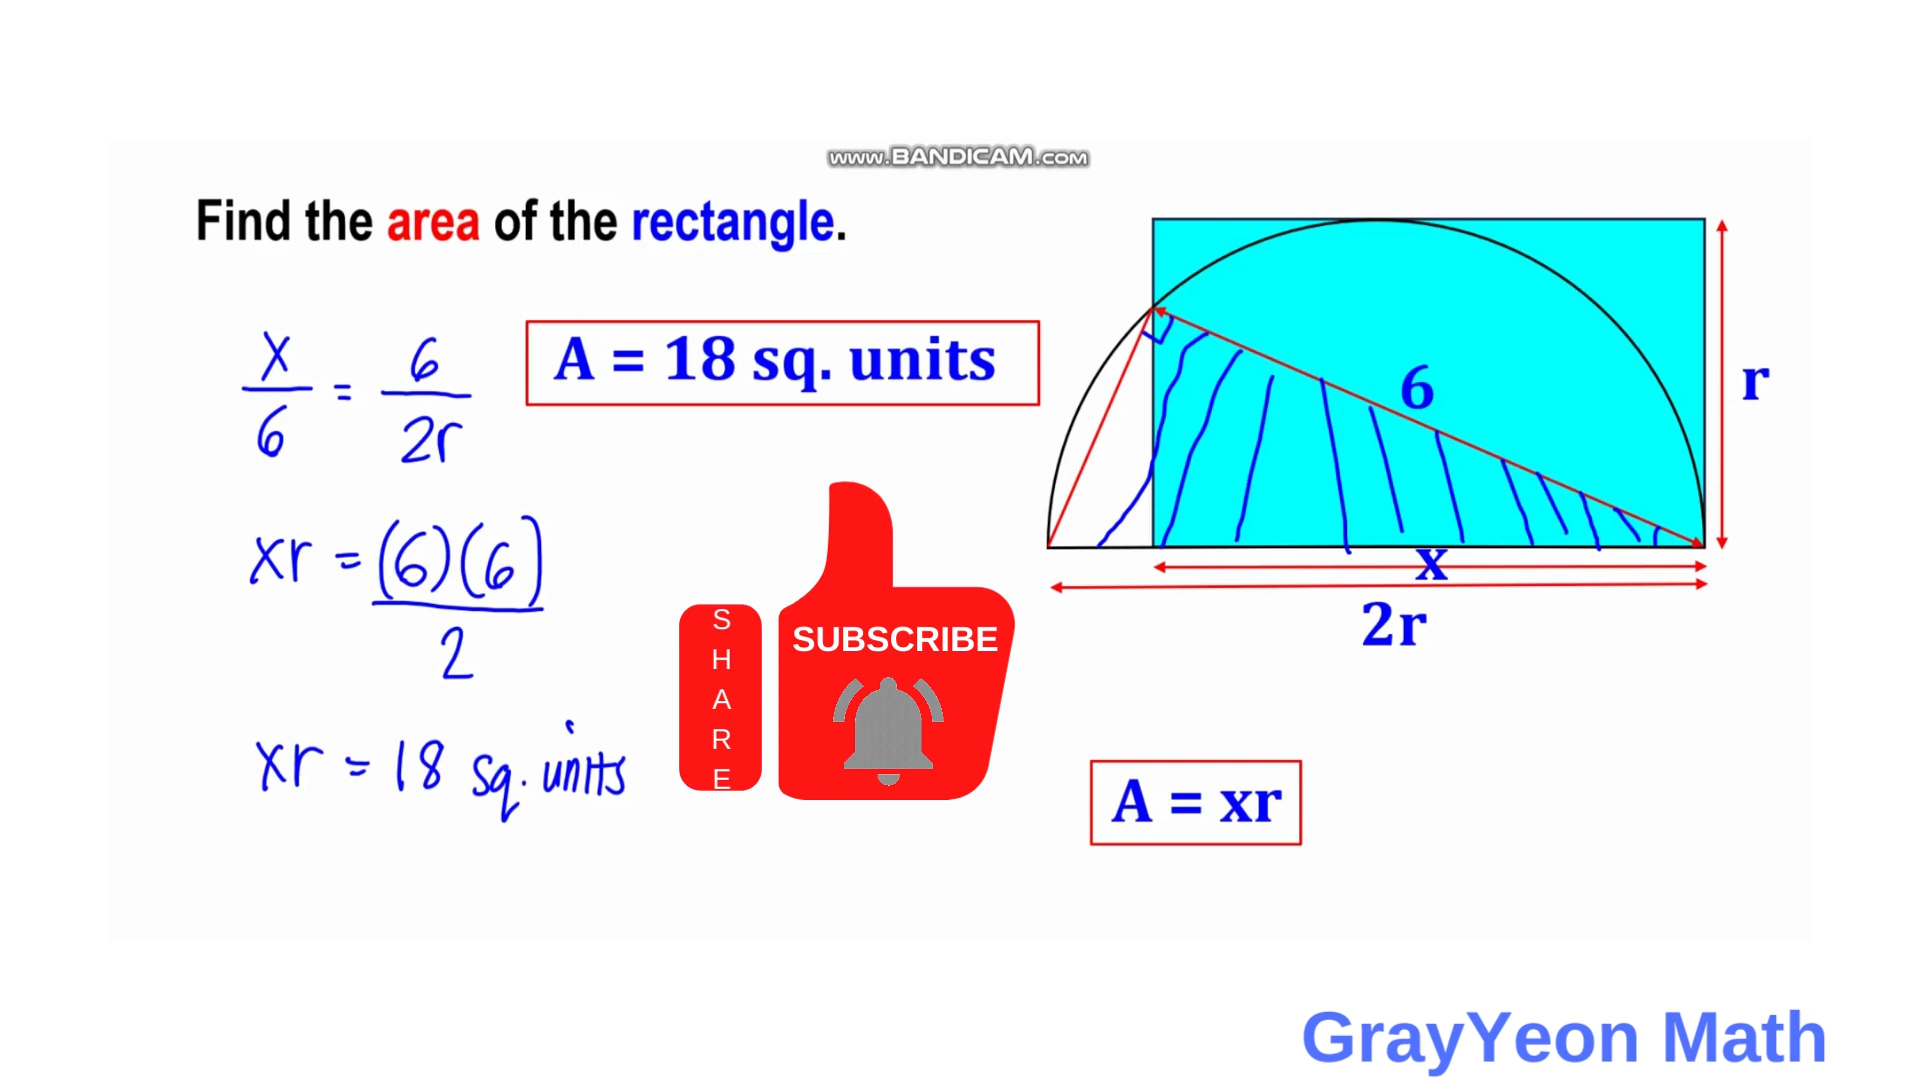 www.BANDICAM.com
Find the area of the rectangle.
x/6 = 6/2r
A = 18 sq. units
xr = (6)(6)/2
xr = 18 sq. units
6
r
x
2r
S
H
A
R
E
SUBSCRIBE
A = xr
GrayYeon Math